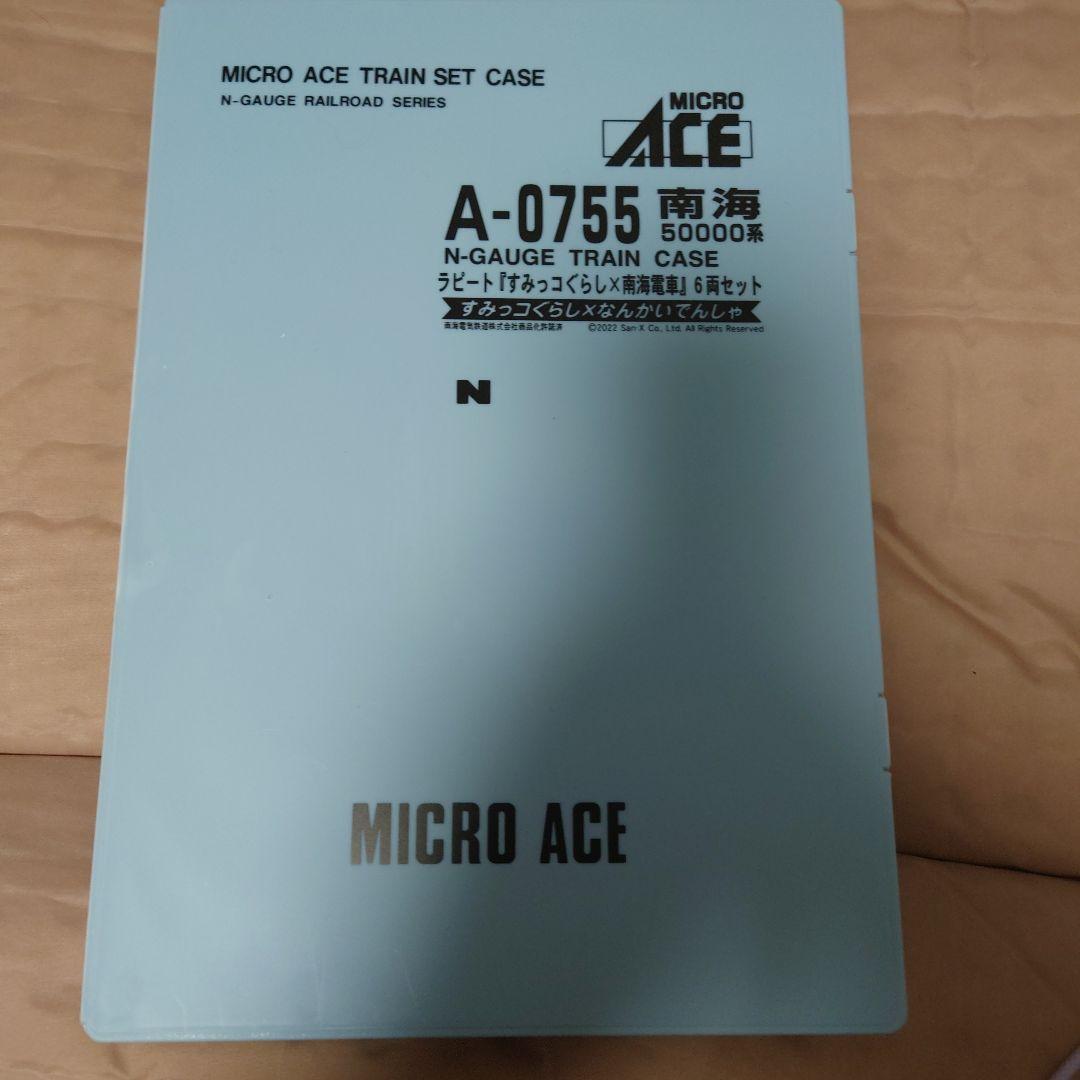 MICRO ACE TRAIN SET CASE
N-GAUGE RAILROAD SERIES
MICRO
ACE
A-0755 南海
50000系
N-GAUGE TRAIN CASE
ラピート『すみっコぐらし×南海電車』6両セット
すみっコぐらし×なんかいでんしゃ
南海電気鉄道株式会社商品化許諾済 ©2022 San-X Co., Ltd. All Rights Reserved
N
MICRO ACE